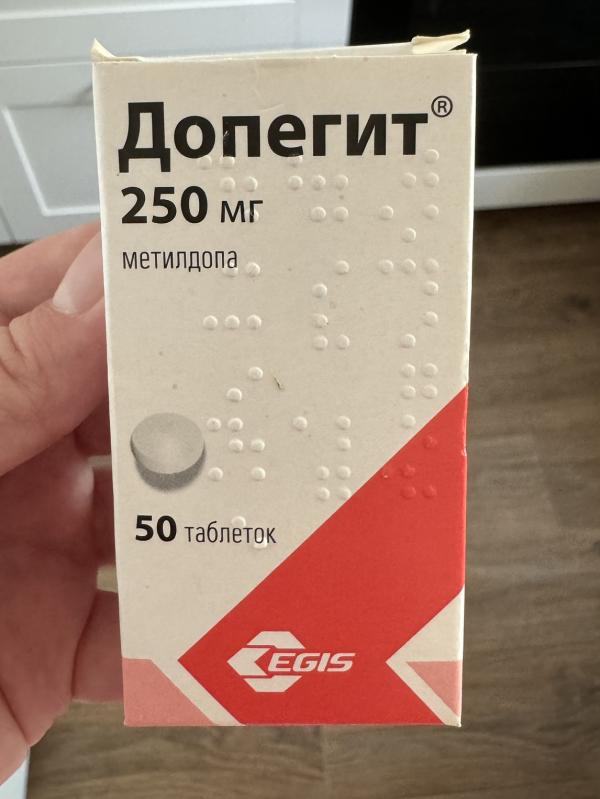 Допегит®
250 мг
метилдопа
50 таблеток
EGIS